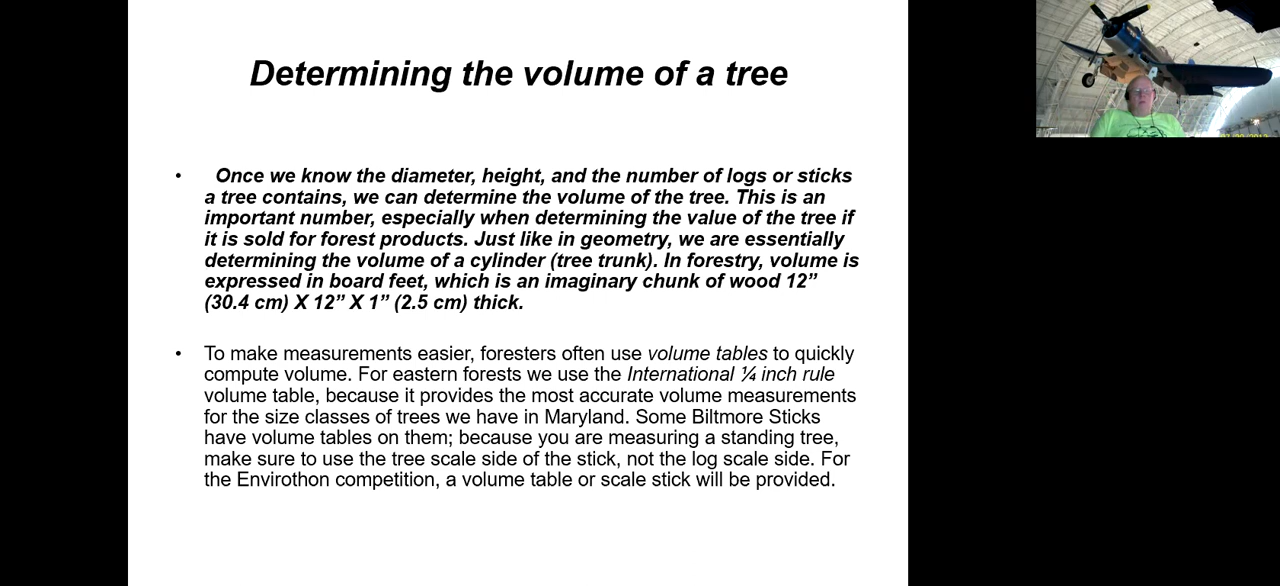 Determining the volume of a tree
• Once we know the diameter, height, and the number of logs or sticks
a tree contains, we can determine the volume of the tree. This is an
important number, especially when determining the value of the tree if
it is sold for forest products. Just like in geometry, we are essentially
determining the volume of a cylinder (tree trunk). In forestry, volume is
expressed in board feet, which is an imaginary chunk of wood 12”
(30.4 cm) X 12” X 1” (2.5 cm) thick.
• To make measurements easier, foresters often use volume tables to quickly
compute volume. For eastern forests we use the International ¼ inch rule
volume table, because it provides the most accurate volume measurements
for the size classes of trees we have in Maryland. Some Biltmore Sticks
have volume tables on them; because you are measuring a standing tree,
make sure to use the tree scale side of the stick, not the log scale side. For
the Envirothon competition, a volume table or scale stick will be provided.